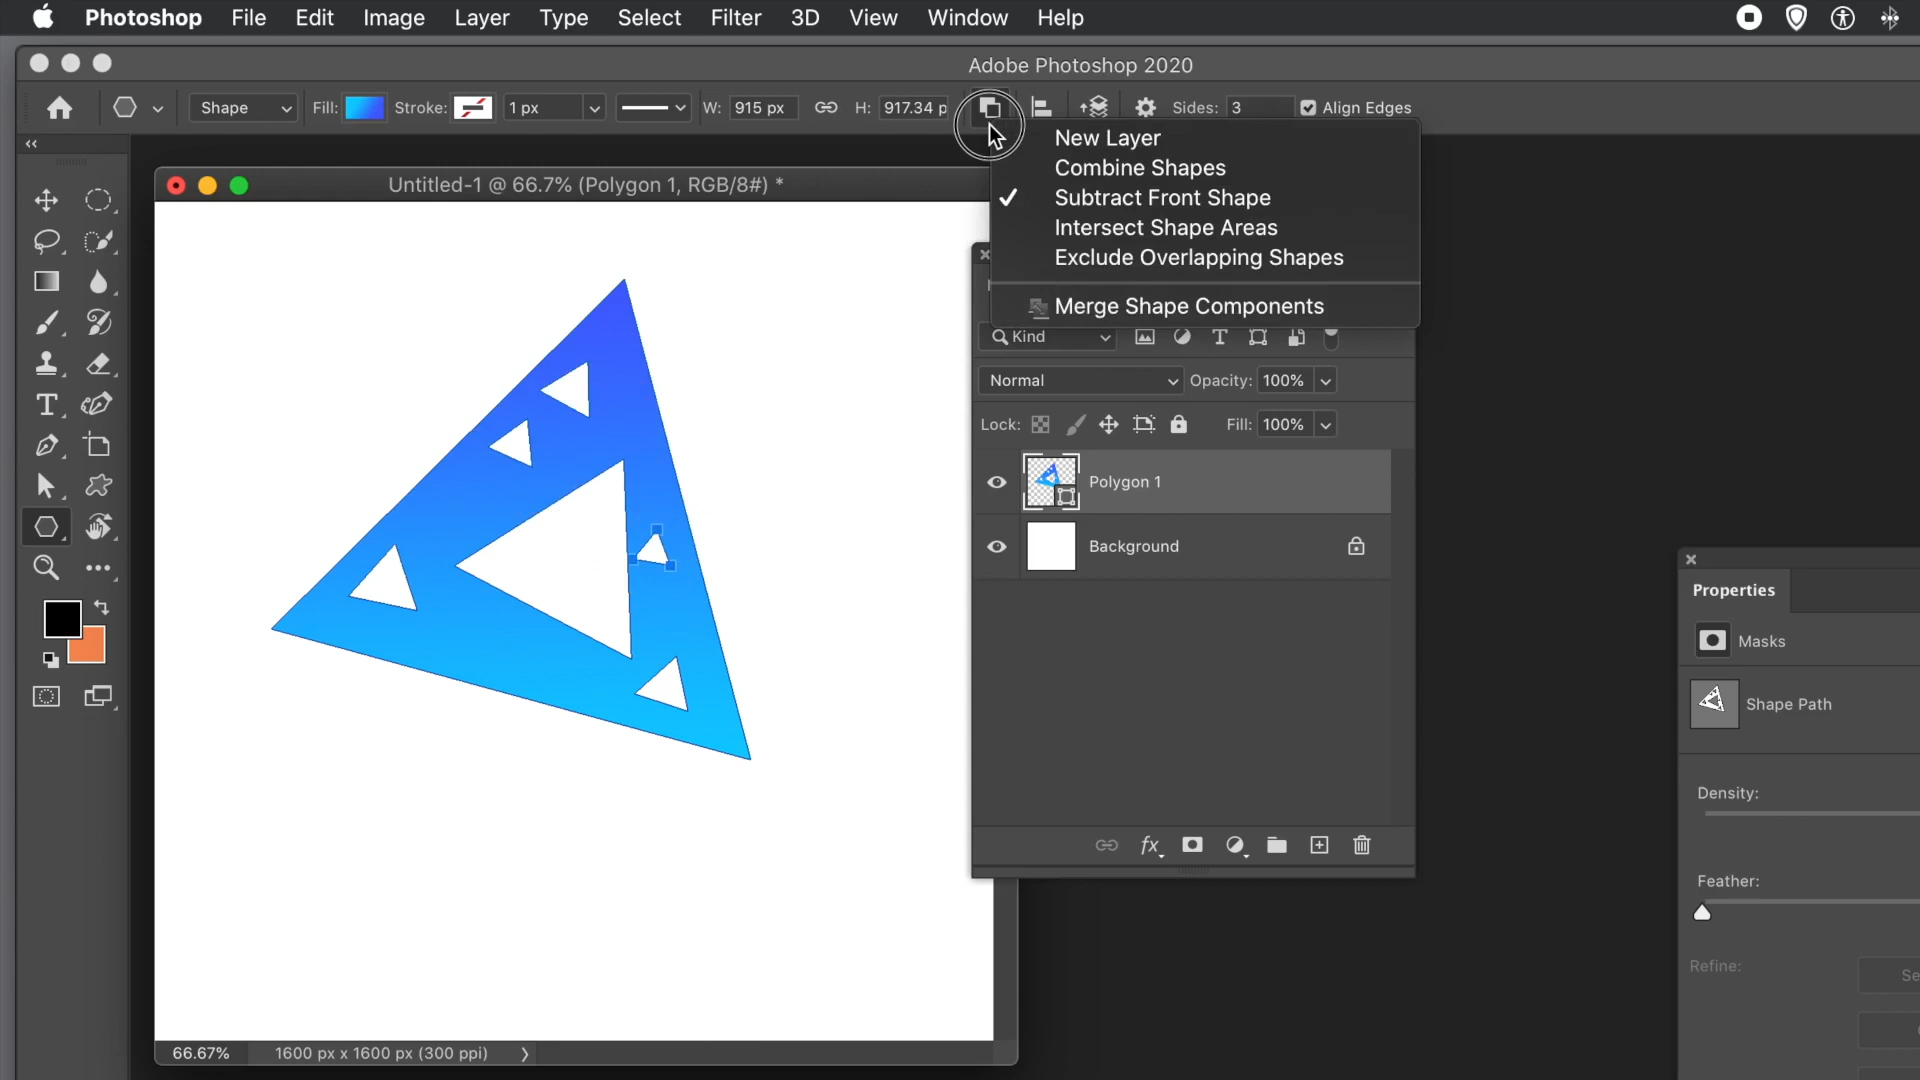 Photoshop File Edit Image Layer Type Select Filter 3D View Window Help
Adobe Photoshop 2020
Shape Fill: Stroke: 1 px W: 915 px H: 917.34 p Sides: 3 Align Edges
New Layer
Combine Shapes
Subtract Front Shape
Intersect Shape Areas
Exclude Overlapping Shapes
Merge Shape Components
Untitled-1 @ 66.7% (Polygon 1, RGB/8#) *
Kind
Normal Opacity: 100%
Lock: Fill: 100%
Polygon 1
Background
Properties
Masks
Shape Path
Density:
Feather:
Refine:
Se
66.67% 1600 px x 1600 px (300 ppi)